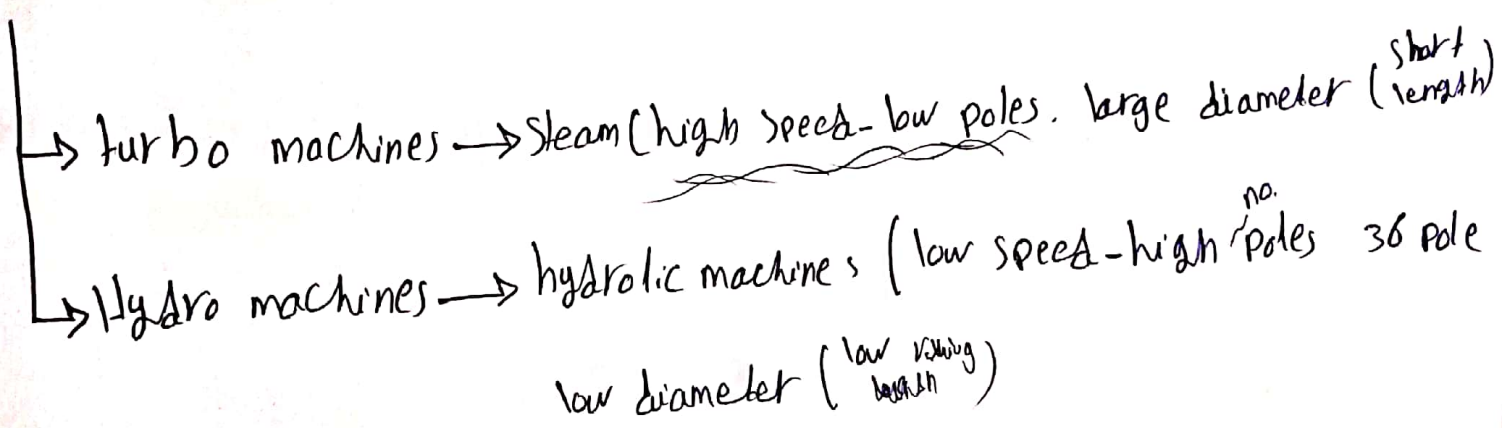 turbo machines → Steam (high speed - low poles. large diameter (short length)
Hydro machines → hydrolic machines (low speed - high no. poles 36 pole
low diameter (low